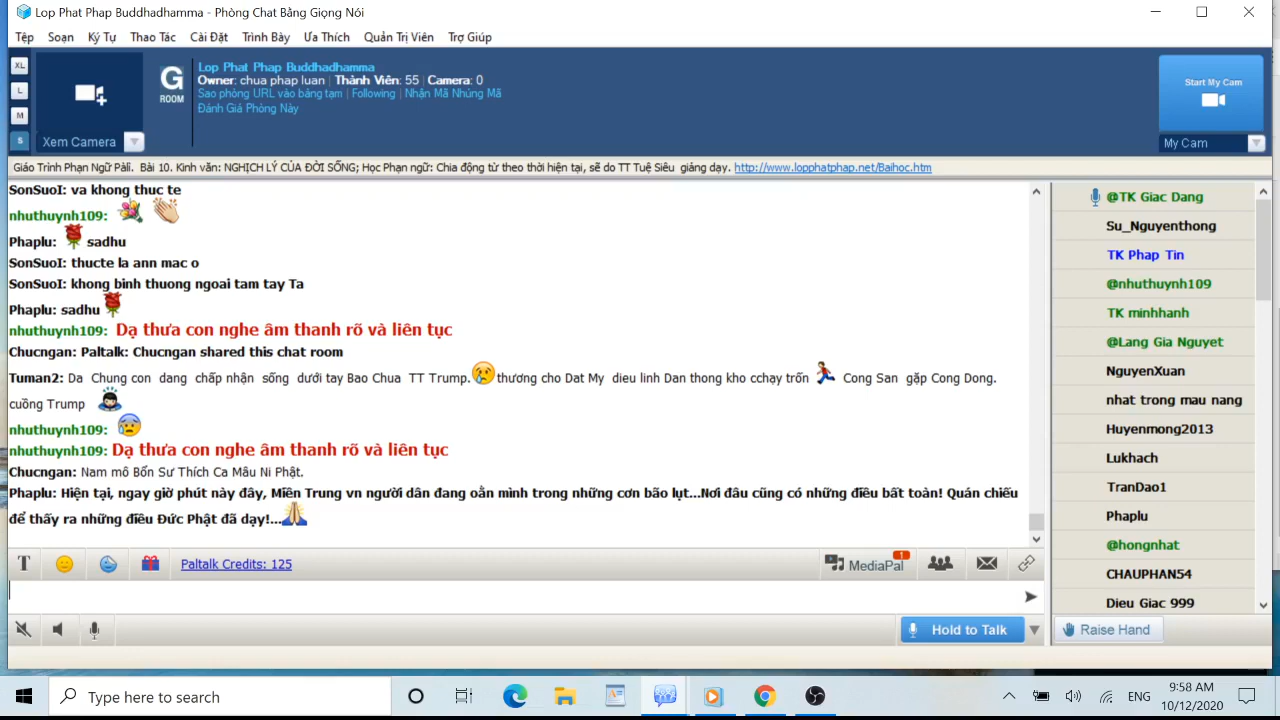 Lop Phat Phap Buddhadhamma - Phòng Chat Bằng Giọng Nói
Tệp Soạn Ký Tự Thao Tác Cài Đặt Trình Bày Ưa Thích Quản Trị Viên Trợ Giúp
XL
L
M
S
Xem Camera
G
ROOM
Lop Phat Phap Buddhadhamma
Owner: chua phap luan | Thành Viên: 55 | Camera: 0
Sao phòng URL vào bảng tạm | Following | Nhận Mã Nhúng Mã
Đánh Giá Phòng Này
Start My Cam
My Cam
Giáo Trình Phạn Ngữ Pàli. Bài 10. Kinh văn: NGHỊCH LÝ CỦA ĐỜI SỐNG; Học Phạn ngữ: Chia động từ theo thời hiện tại, sẽ do TT Tuệ Siêu giảng dạy. http://www.lopphatphap.net/Baihoc.htm
SonSuoI: va khong thuc te
nhuthuynh109:
Phaplu: sadhu
SonSuoI: thucte la ann mac o
SonSuoI: khong binh thuong ngoai tam tay Ta
Phaplu: sadhu
nhuthuynh109: Dạ thưa con nghe âm thanh rõ và liên tục
Chucngan: Paltalk: Chucngan shared this chat room
Tuman2: Da Chung con dang chấp nhận sống dưới tay Bao Chua TT Trump. thương cho Dat My dieu linh Dan thong kho cchạy trốn Cong San gặp Cong Dong.
cuồng Trump
nhuthuynh109:
nhuthuynh109: Dạ thưa con nghe âm thanh rõ và liên tục
Chucngan: Nam mô Bổn Sư Thích Ca Mâu Ni Phật.
Phaplu: Hiện tại, ngay giờ phút này đây, Miền Trung vn người dân đang oằn mình trong những cơn bão lụt...Nơi đâu cũng có những điều bất toàn! Quán chiếu
để thấy ra những điều Đức Phật đã dạy!...
@TK Giac Dang
Su_Nguyenthong
TK Phap Tin
@nhuthuynh109
TK minhhanh
@Lang Gia Nguyet
NguyenXuan
nhat trong mau nang
Huyenmong2013
Lukhach
TranDao1
Phaplu
@hongnhat
CHAUPHAN54
Dieu Giac 999
T
Paltalk Credits: 125
MediaPal
1
Hold to Talk
Raise Hand
Type here to search
ENG
9:58 AM
10/12/2020